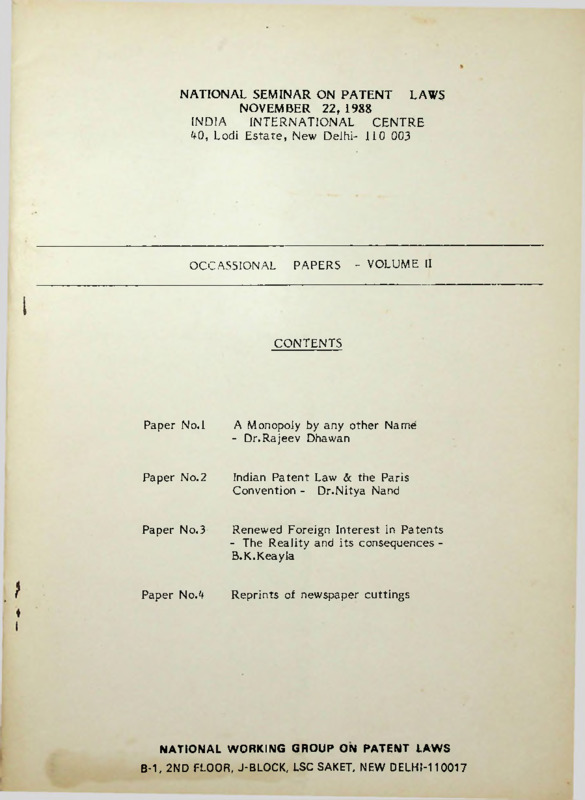 NATIONAL SEMINAR ON PATENT LAWS
NOVEMBER 22, 1988
INDIA INTERNATIONAL CENTRE
40, Lodi Estate, New Delhi- 110 003
OCCASSIONAL PAPERS - VOLUME II
CONTENTS
Paper No.1 A Monopoly by any other Name
- Dr.Rajeev Dhawan
Paper No.2 Indian Patent Law & the Paris
Convention - Dr.Nitya Nand
Paper No.3 Renewed Foreign Interest in Patents
- The Reality and its consequences -
B.K.Keayla
Paper No.4 Reprints of newspaper cuttings
NATIONAL WORKING GROUP ON PATENT LAWS
B-1, 2ND FLOOR, J-BLOCK, LSC SAKET, NEW DELHI-110017